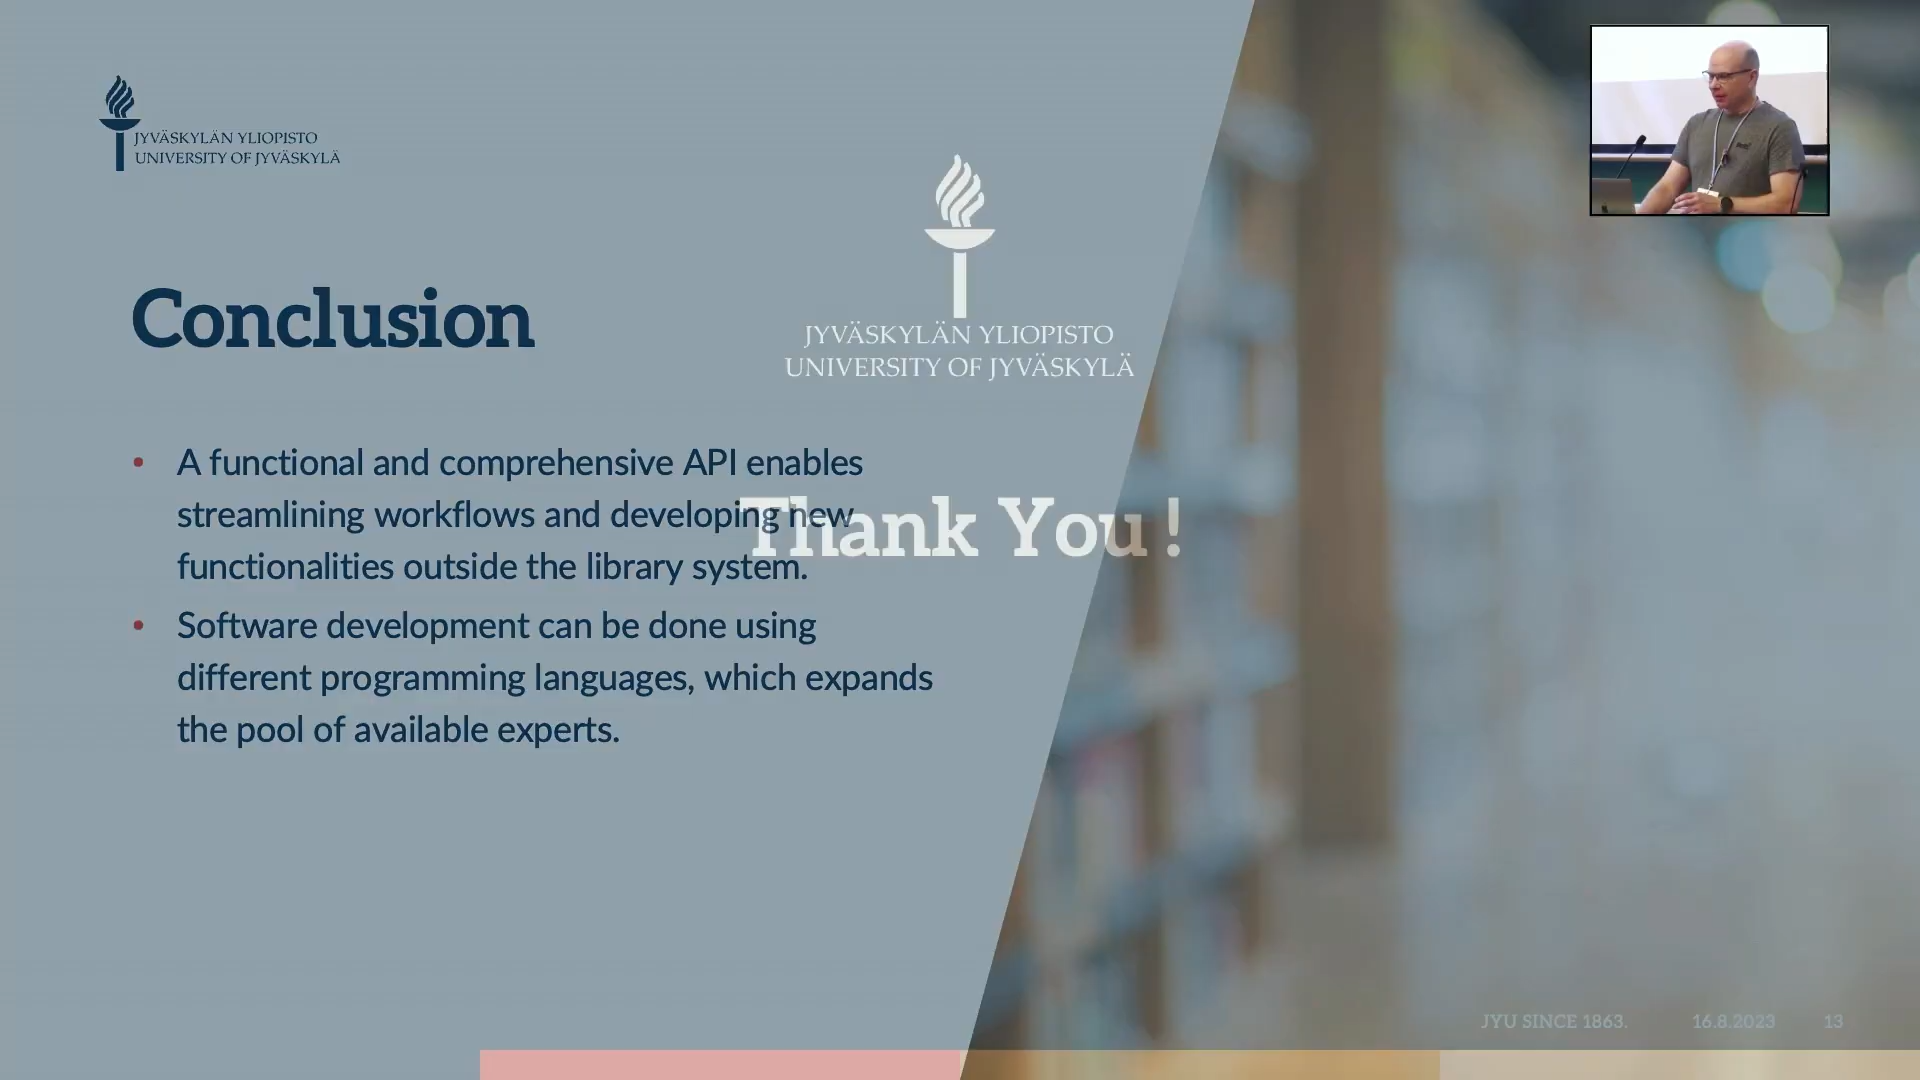 JYVÄSKYLÄN YLIOPISTO
UNIVERSITY OF JYVÄSKYLÄ
JYVÄSKYLÄN YLIOPISTO
UNIVERSITY OF JYVÄSKYLÄ
Conclusion
• A functional and comprehensive API enables
streamlining workflows and developing new
functionalities outside the library system.
Thank You !
• Software development can be done using
different programming languages, which expands
the pool of available experts.
JYU SINCE 1863. 16.8.2023 13